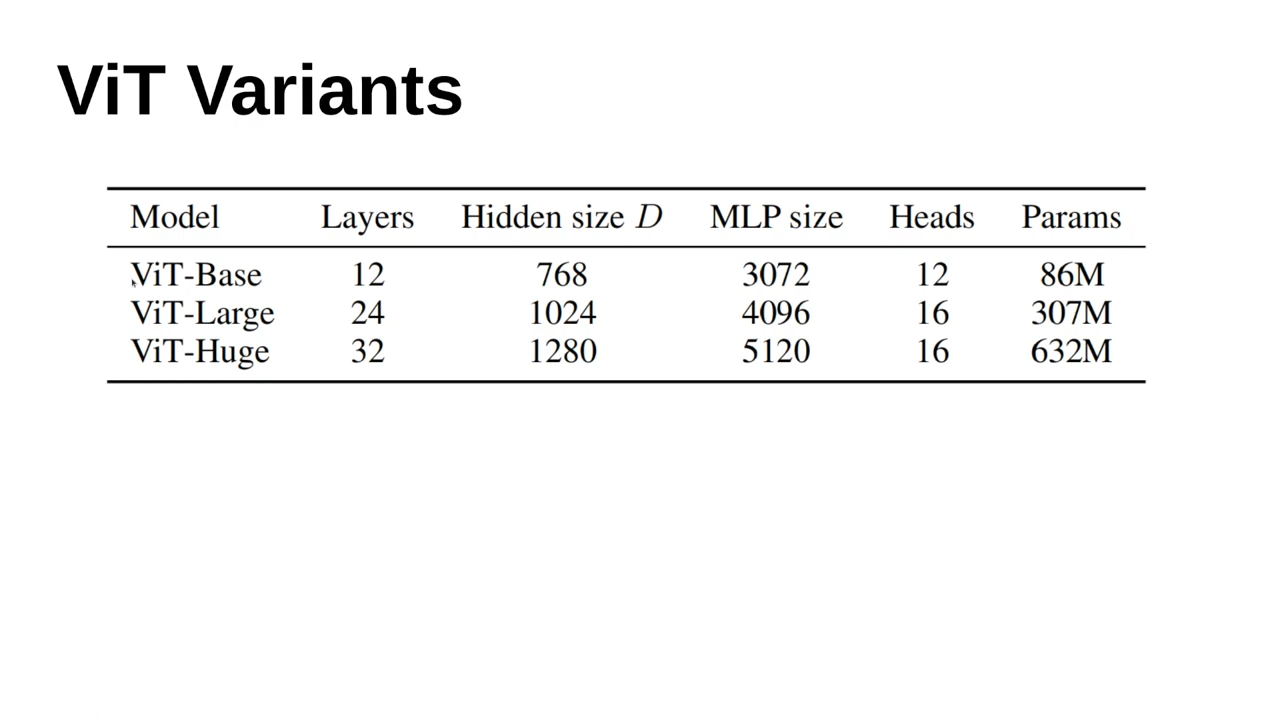 ViT Variants
Model Layers Hidden size D MLP size Heads Params
ViT-Base 12 768 3072 12 86M
ViT-Large 24 1024 4096 16 307M
ViT-Huge 32 1280 5120 16 632M